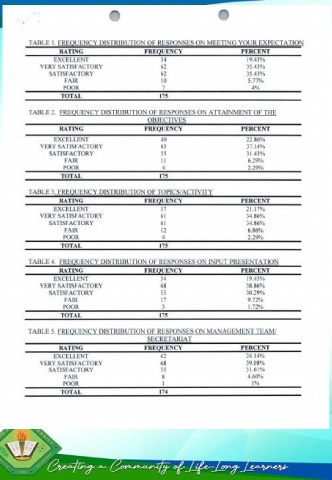 TABLE 1. FREQUENCY DISTRIBUTION OF RESPONSES ON MEETING YOUR EXPECTATION
RATING FREQUENCY PERCENT
EXCELLENT 34 19.43%
VERY SATISFACTORY 62 35.43%
SATISFACTORY 62 35.43%
FAIR 10 5.77%
POOR 7 4%
TOTAL 175
TABLE 2. FREQUENCY DISTRIBUTION OF RESPONSES ON ATTAINMENT OF THE
OBJECTIVES
RATING FREQUENCY PERCENT
EXCELLENT 40 22.86%
VERY SATISFACTORY 65 37.14%
SATISFACTORY 55 31.43%
FAIR 11 6.29%
POOR 4 2.29%
TOTAL 175
TABLE 3. FREQUENCY DISTRIBUTION OF TOPICS/ACTIVITY
RATING FREQUENCY PERCENT
EXCELLENT 37 21.17%
VERY SATISFACTORY 61 34.86%
SATISFACTORY 61 34.86%
FAIR 12 6.86%
POOR 4 2.29%
TOTAL 175
TABLE 4. FREQUENCY DISTRIBUTION OF RESPONSES ON INPUT PRESENTATION
RATING FREQUENCY PERCENT
EXCELLENT 34 19.43%
VERY SATISFACTORY 68 38.86%
SATISFACTORY 53 30.29%
FAIR 17 9.72%
POOR 3 1.72%
TOTAL 175
TABLE 5. FREQUENCY DISTRIBUTION OF RESPONSES ON MANAGEMENT TEAM/
SECRETARIAT
RATING FREQUENCY PERCENT
EXCELLENT 42 24.14%
VERY SATISFACTORY 68 39.08%
SATISFACTORY 55 31.61%
FAIR 8 4.60%
POOR 1 1%
TOTAL 174
Creating a Community of Life-Long Learners